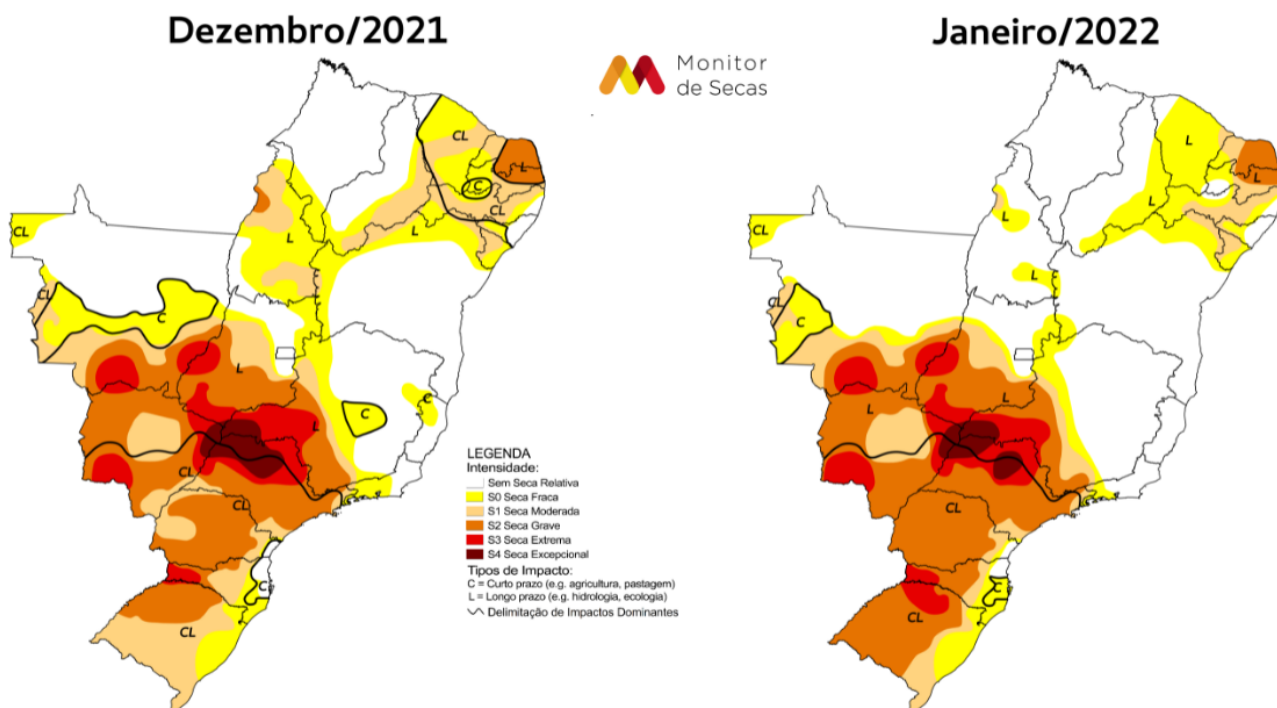 Dezembro/2021
Janeiro/2022
Monitor
de Secas
CL
L
C
CL
L
L
CL
CL
C
L
C
C
L
CL
CL
C
CL
LEGENDA
Intensidade:
Sem Seca Relativa
S0 Seca Fraca
S1 Seca Moderada
S2 Seca Grave
S3 Seca Extrema
S4 Seca Excepcional
Tipos de Impacto:
C = Curto prazo (e.g. agricultura, pastagem)
L = Longo prazo (e.g. hidrologia, ecologia)
Delimitação de Impactos Dominantes
L
L
L
L
CL
L
CL
C
L
L
CL
C
CL